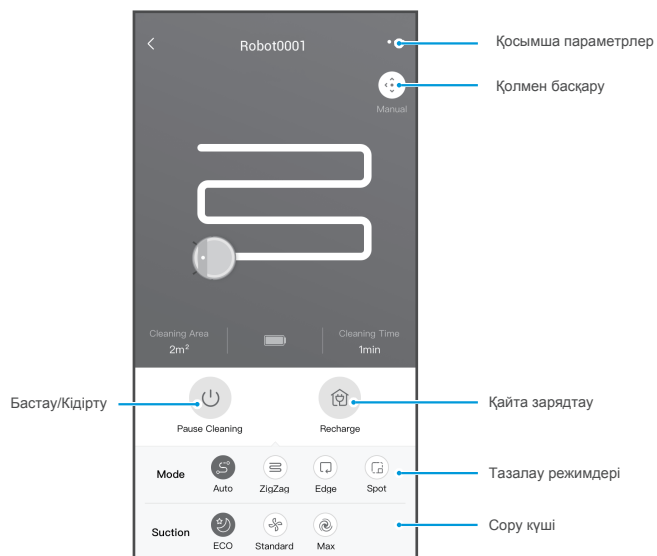 Robot0001
Қосымша параметрлер
Қолмен басқару
Manual
Cleaning Area
2m²
Cleaning Time
1min
Бастау/Кідірту
Қайта зарядтау
Pause Cleaning
Recharge
Mode
Auto
ZigZag
Edge
Spot
Тазалау режимдері
Suction
ECO
Standard
Max
Сору күші